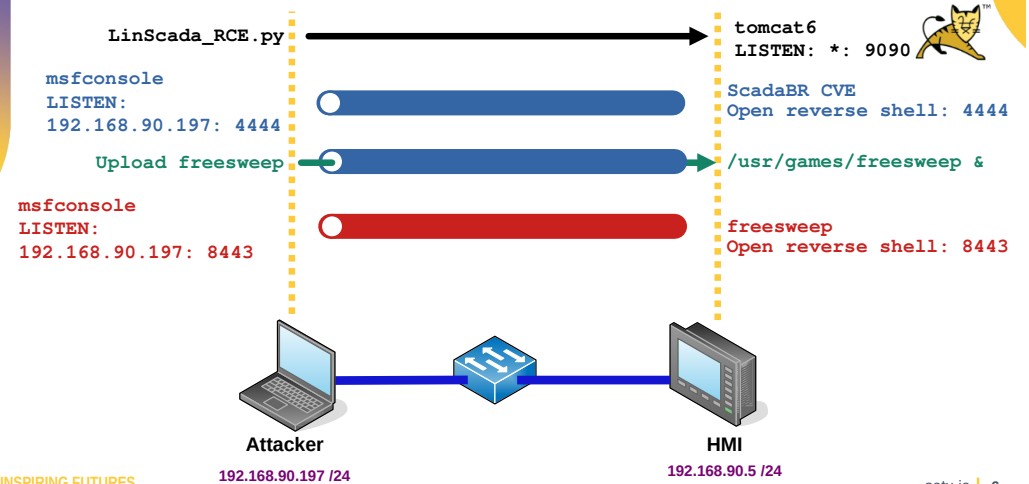 LinScada_RCE.py
tomcat6
LISTEN: *: 9090
TM
msfconsole
LISTEN:
192.168.90.197: 4444
ScadaBR CVE
Open reverse shell: 4444
Upload freesweep
/usr/games/freesweep &
msfconsole
LISTEN:
192.168.90.197: 8443
freesweep
Open reverse shell: 8443
Attacker
HMI
192.168.90.197 /24
192.168.90.5 /24
INSPIRING FUTURES